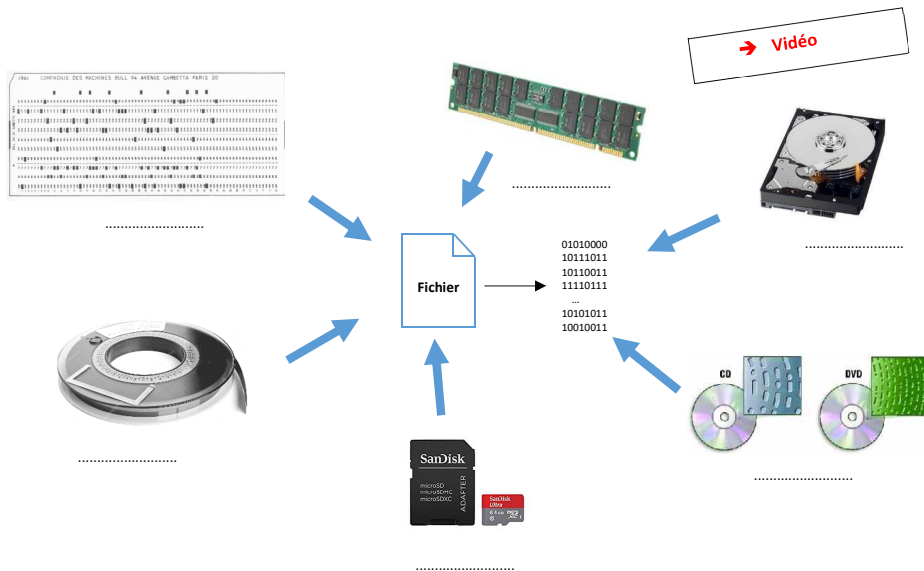 ➔ Vidéo
COMPAGNIE DES MACHINES BULL 94 AVENUE GAMBETTA PARIS 20
...........................
...........................
...........................
Fichier
01010000
10111011
10110011
11110111
...
10101011
10010011
CD
DVD
...........................
...........................
SanDisk
microSD
microSDHC
microSDXC
ADAPTER
SanDisk
Ultra
...........................